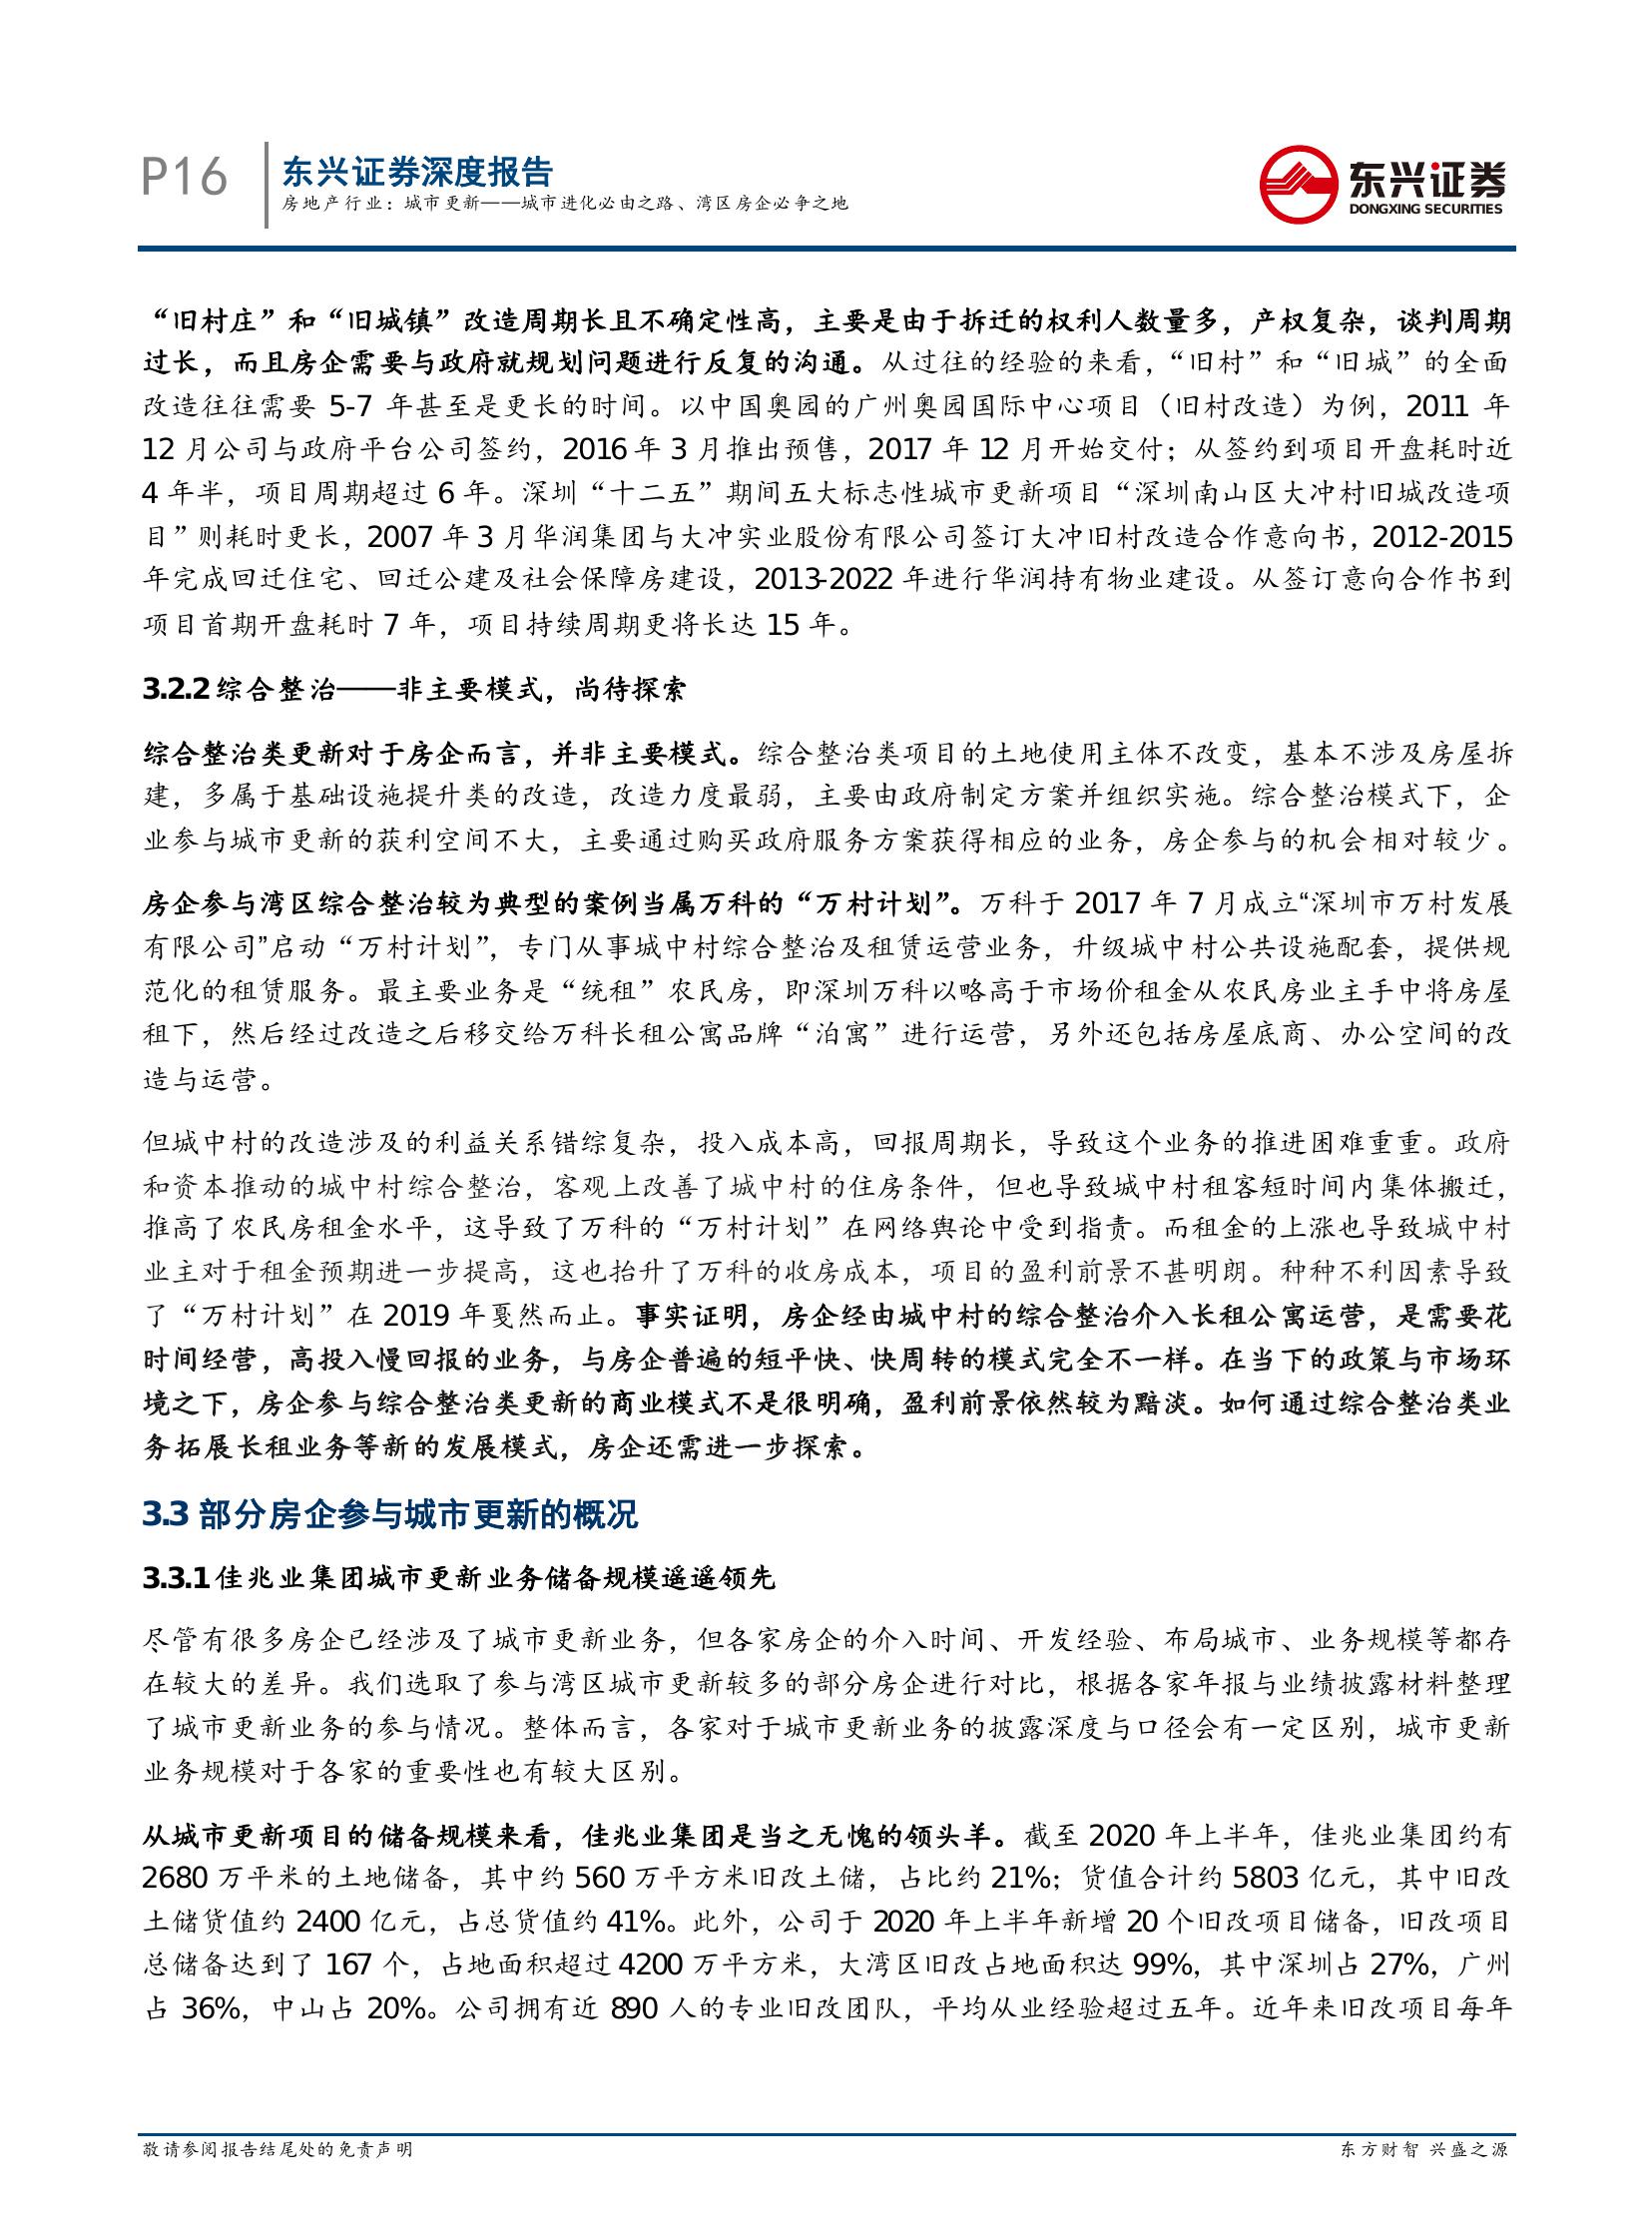 P16
东兴证券深度报告
房地产行业：城市更新——城市进化必由之路、湾区房企必争之地
东兴证券
DONGXING SECURITIES
“旧村庄”和“旧城镇”改造周期长且不确定性高，主要是由于拆迁的权利人数量多，产权复杂，谈判周期
过长，而且房企需要与政府就规划问题进行反复的沟通。从过往的经验的来看，“旧村”和“旧城”的全面
改造往往需要 5-7 年甚至是更长的时间。以中国奥园的广州奥园国际中心项目（旧村改造）为例，2011 年
12 月公司与政府平台公司签约，2016 年 3 月推出预售，2017 年 12 月开始交付；从签约到项目开盘耗时近
4 年半，项目周期超过 6 年。深圳“十二五”期间五大标志性城市更新项目“深圳南山区大冲村旧城改造项
目”则耗时更长，2007 年 3 月华润集团与大冲实业股份有限公司签订大冲旧村改造合作意向书，2012-2015
年完成回迁住宅、回迁公建及社会保障房建设，2013-2022 年进行华润持有物业建设。从签订意向合作书到
项目首期开盘耗时 7 年，项目持续周期更将长达 15 年。
3.2.2 综合整治——非主要模式，尚待探索
综合整治类更新对于房企而言，并非主要模式。综合整治类项目的土地使用主体不改变，基本不涉及房屋拆
建，多属于基础设施提升类的改造，改造力度最弱，主要由政府制定方案并组织实施。综合整治模式下，企
业参与城市更新的获利空间不大，主要通过购买政府服务方案获得相应的业务，房企参与的机会相对较少。
房企参与湾区综合整治较为典型的案例当属万科的“万村计划”。万科于 2017 年 7 月成立“深圳市万村发展
有限公司”启动“万村计划”，专门从事城中村综合整治及租赁运营业务，升级城中村公共设施配套，提供规
范化的租赁服务。最主要业务是“统租”农民房，即深圳万科以略高于市场价租金从农民房业主手中将房屋
租下，然后经过改造之后移交给万科长租公寓品牌“泊寓”进行运营，另外还包括房屋底商、办公空间的改
造与运营。
但城中村的改造涉及的利益关系错综复杂，投入成本高，回报周期长，导致这个业务的推进困难重重。政府
和资本推动的城中村综合整治，客观上改善了城中村的住房条件，但也导致城中村租客短时间内集体搬迁，
推高了农民房租金水平，这导致了万科的“万村计划”在网络舆论中受到指责。而租金的上涨也导致城中村
业主对于租金预期进一步提高，这也抬升了万科的收房成本，项目的盈利前景不甚明朗。种种不利因素导致
了“万村计划”在 2019 年戛然而止。事实证明，房企经由城中村的综合整治介入长租公寓运营，是需要花
时间经营，高投入慢回报的业务，与房企普遍的短平快、快周转的模式完全不一样。在当下的政策与市场环
境之下，房企参与综合整治类更新的商业模式不是很明确，盈利前景依然较为黯淡。如何通过综合整治类业
务拓展长租业务等新的发展模式，房企还需进一步探索。
3.3 部分房企参与城市更新的概况
3.3.1 佳兆业集团城市更新业务储备规模遥遥领先
尽管有很多房企已经涉及了城市更新业务，但各家房企的介入时间、开发经验、布局城市、业务规模等都存
在较大的差异。我们选取了参与湾区城市更新较多的部分房企进行对比，根据各家年报与业绩披露材料整理
了城市更新业务的参与情况。整体而言，各家对于城市更新业务的披露深度与口径会有一定区别，城市更新
业务规模对于各家的重要性也有较大区别。
从城市更新项目的储备规模来看，佳兆业集团是当之无愧的领头羊。截至 2020 年上半年，佳兆业集团约有
2680 万平米的土地储备，其中约 560 万平方米旧改土储，占比约 21%；货值合计约 5803 亿元，其中旧改
土储货值约 2400 亿元，占总货值约 41%。此外，公司于 2020 年上半年新增 20 个旧改项目储备，旧改项目
总储备达到了 167 个，占地面积超过 4200 万平方米，大湾区旧改占地面积达 99%，其中深圳占 27%，广州
占 36%，中山占 20%。公司拥有近 890 人的专业旧改团队，平均从业经验超过五年。近年来旧改项目每年
敬请参阅报告结尾处的免责声明
东方财智 兴盛之源